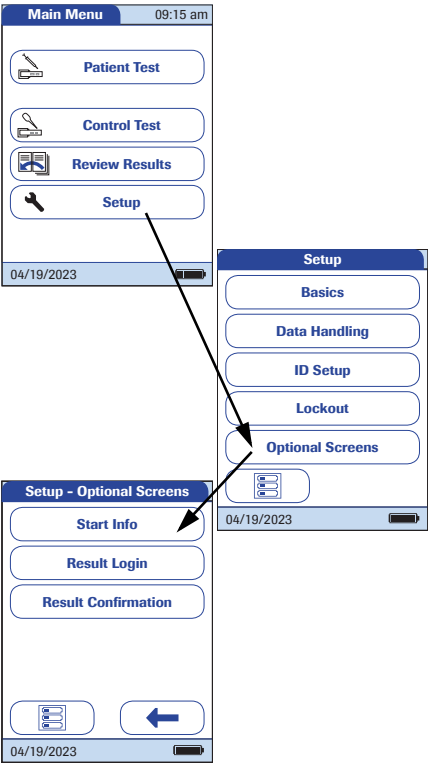 Main Menu 09:15 am
Patient Test
Control Test
Review Results
Setup
04/19/2023
Setup
Basics
Data Handling
ID Setup
Lockout
Optional Screens
04/19/2023
Setup - Optional Screens
Start Info
Result Login
Result Confirmation
04/19/2023